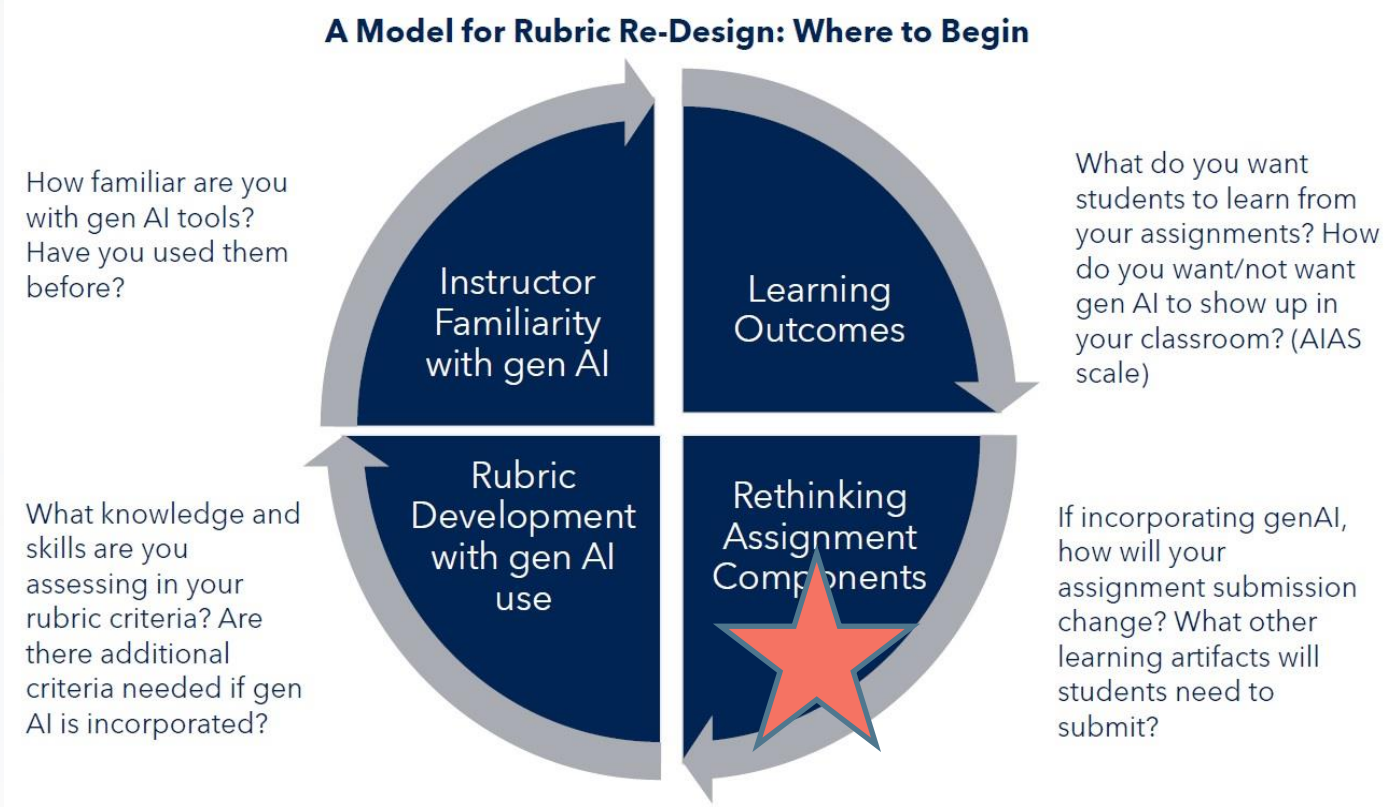 A Model for Rubric Re-Design: Where to Begin
How familiar are you
with gen AI tools?
Have you used them
before?
Instructor
Familiarity
with gen AI
Learning
Outcomes
What do you want
students to learn from
your assignments? How
do you want/not want
gen AI to show up in
your classroom? (AIAS
scale)
What knowledge and
skills are you
assessing in your
rubric criteria? Are
there additional
criteria needed if gen
AI is incorporated?
Rubric
Development
with gen AI
use
Rethinking
Assignment
Components
If incorporating genAI,
how will your
assignment submission
change? What other
learning artifacts will
students need to
submit?